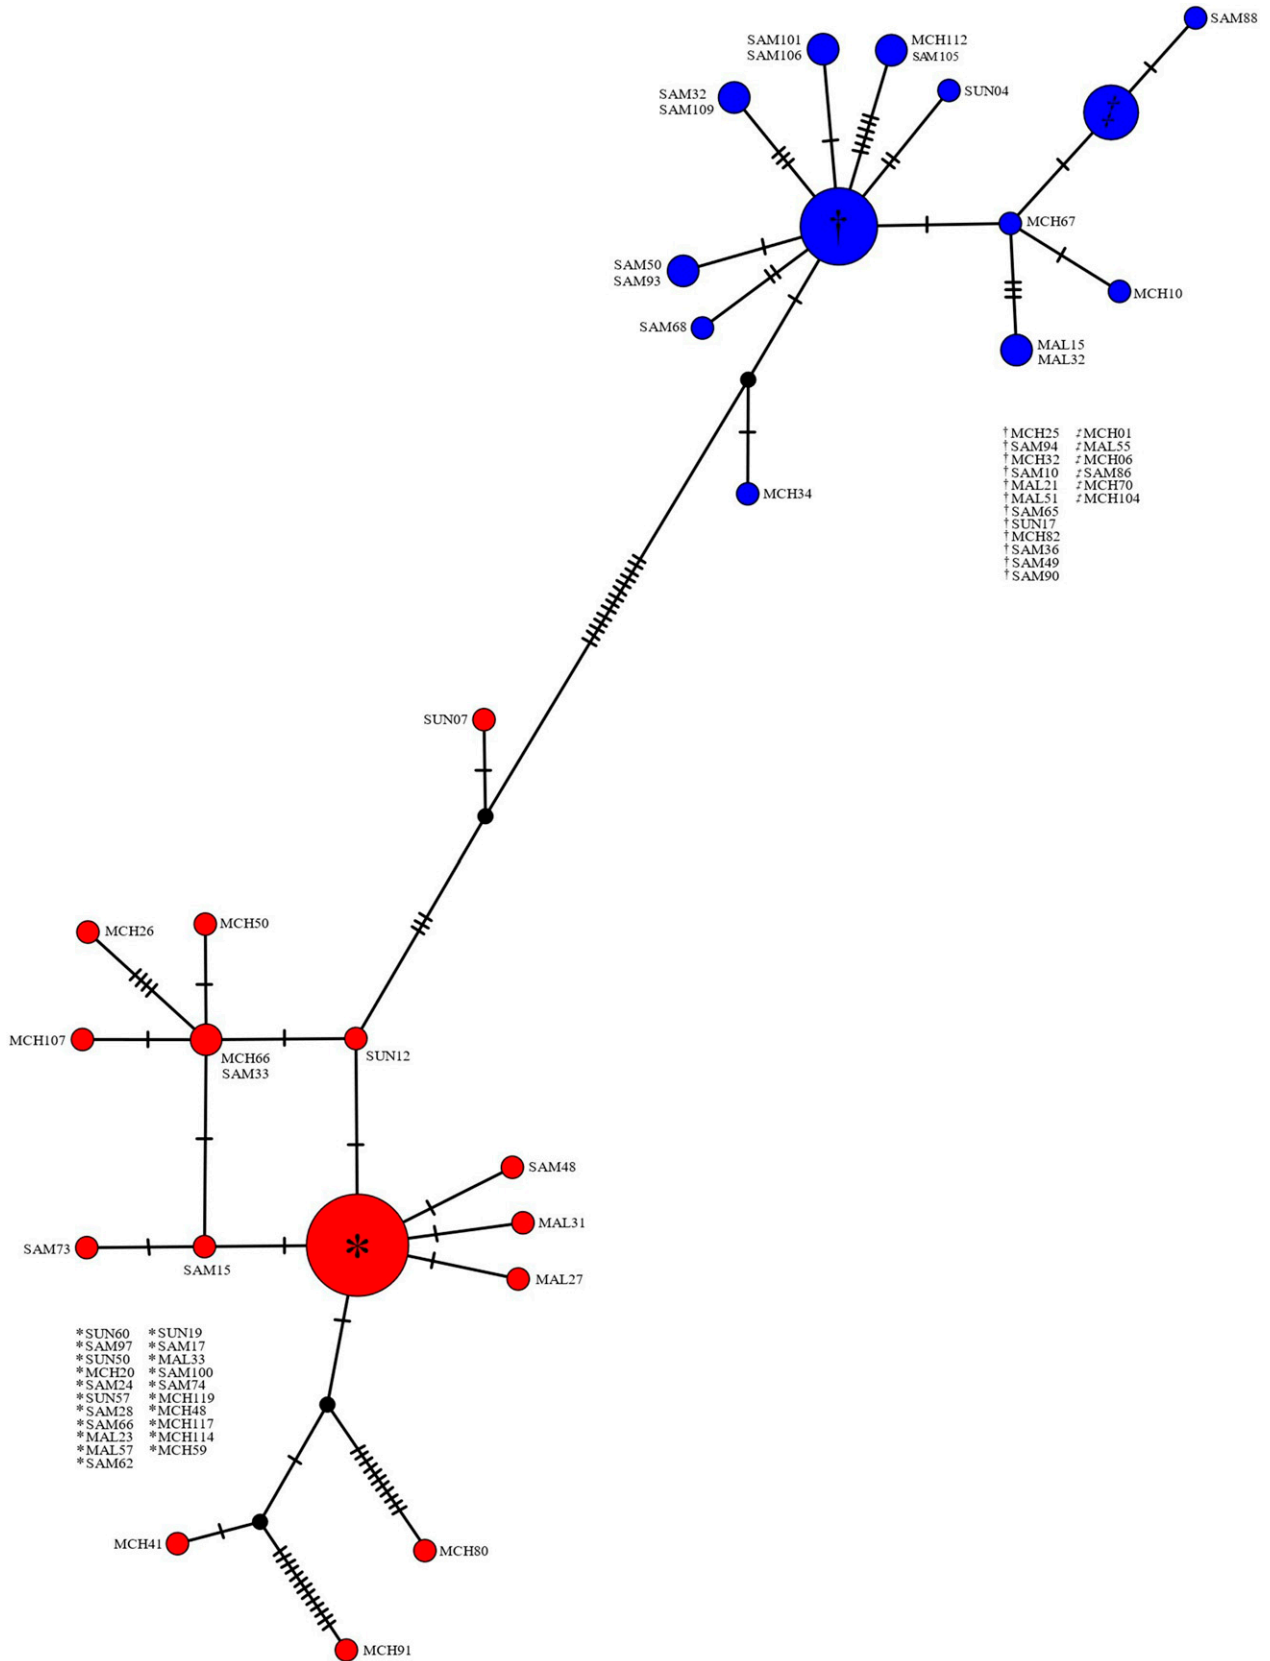 SAM88
SAM101
SAM106
MCH112
SAM105
SAM32
SAM109
SUN04
†
‡
MCH67
SAM50
SAM93
MCH10
SAM68
MAL15
MAL32
†MCH25 ‡MCH01
†SAM94 ‡MAL55
†MCH32 ‡MCH06
†SAM10 ‡SAM86
†MAL21 ‡MCH70
†MAL51 ‡MCH104
†SAM65
†SUN17
†MCH82
†SAM36
†SAM49
†SAM90
MCH34
SUN07
MCH26
MCH50
MCH107
MCH66
SAM33
SUN12
SAM48
MAL31
SAM73
*
SAM15
MAL27
*SUN60 *SUN19
*SAM97 *SAM17
*SUN50 *MAL33
*MCH20 *SAM100
*SAM24 *SAM74
*SUN57 *MCH119
*SAM28 *MCH48
*SAM66 *MCH117
*MAL23 *MCH114
*MAL57 *MCH59
*SAM62
MCH41
MCH80
MCH91